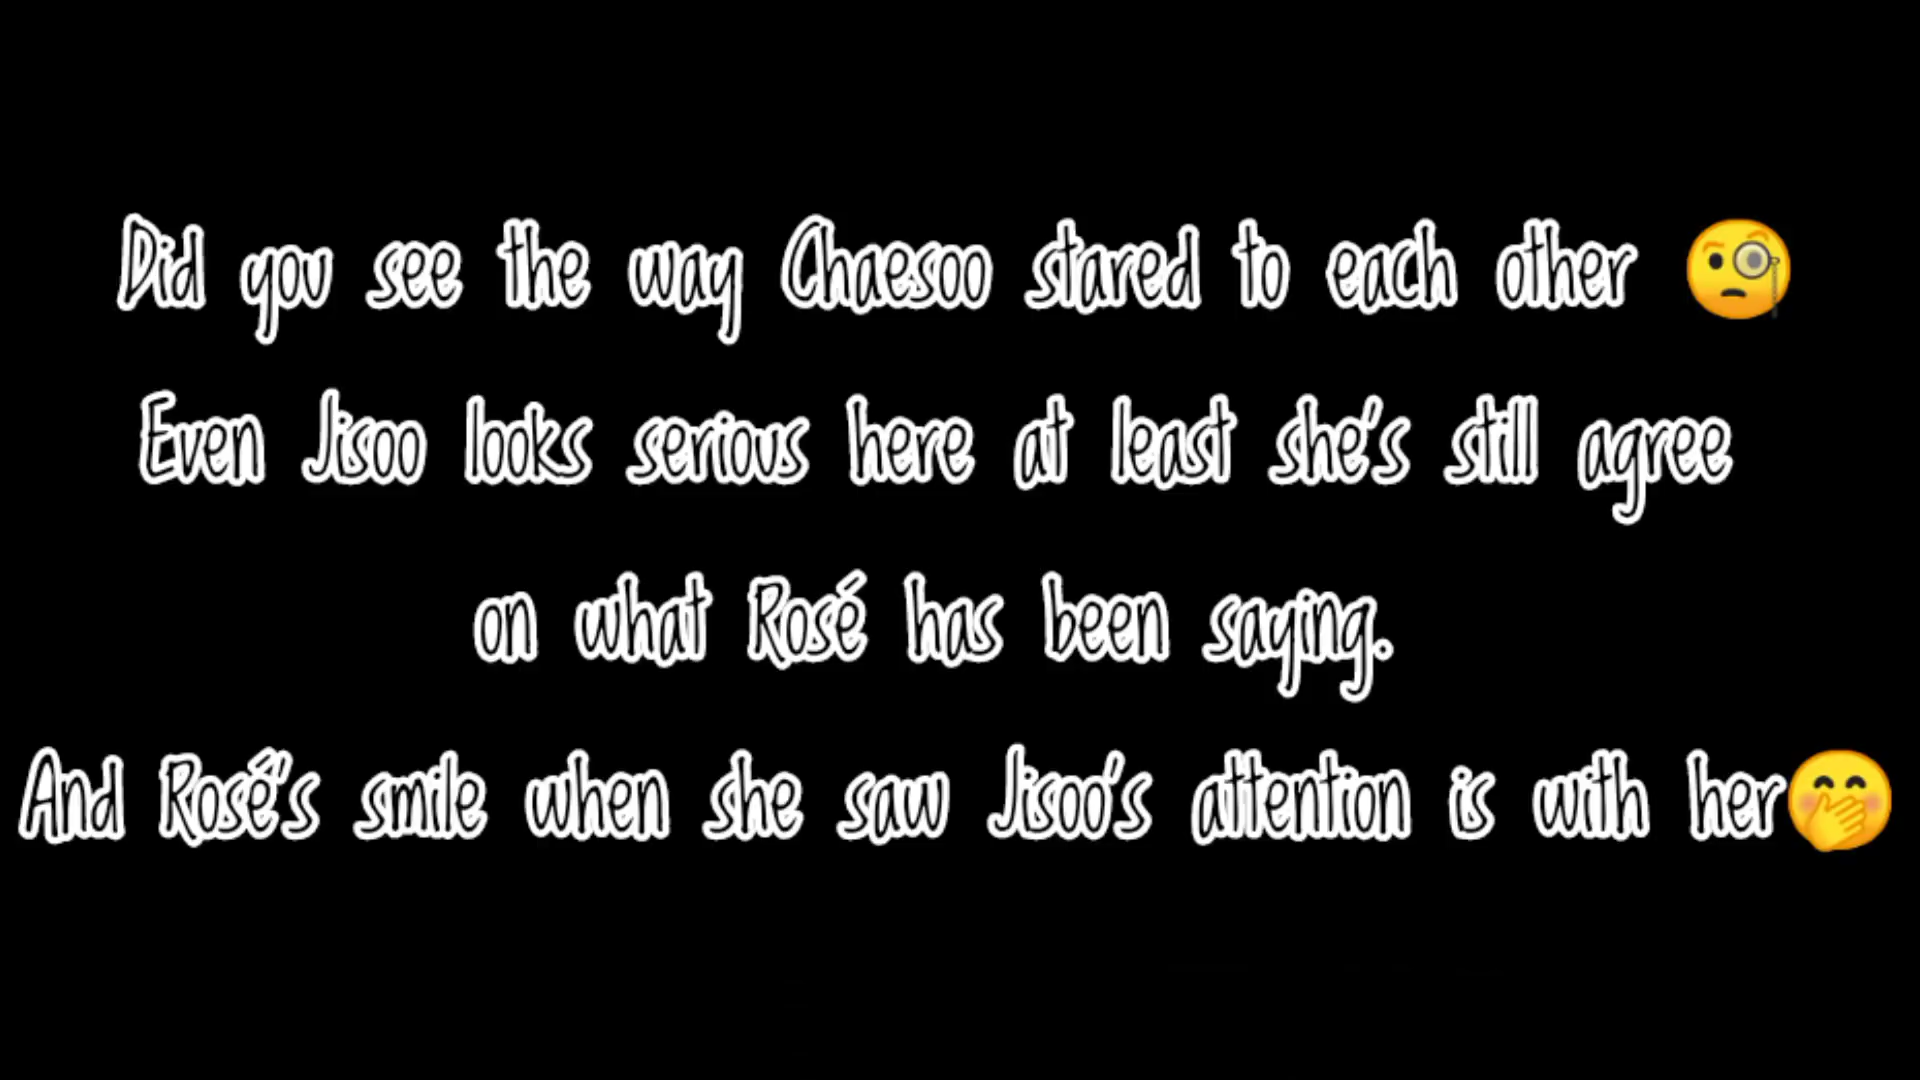 Did you see the way Chaesoo stared to each other 🧐
Even Jisoo looks serious here at least she's still agree
on what Rosé has been saying.
And Rosé's smile when she saw Jisoo's attention is with her🤭